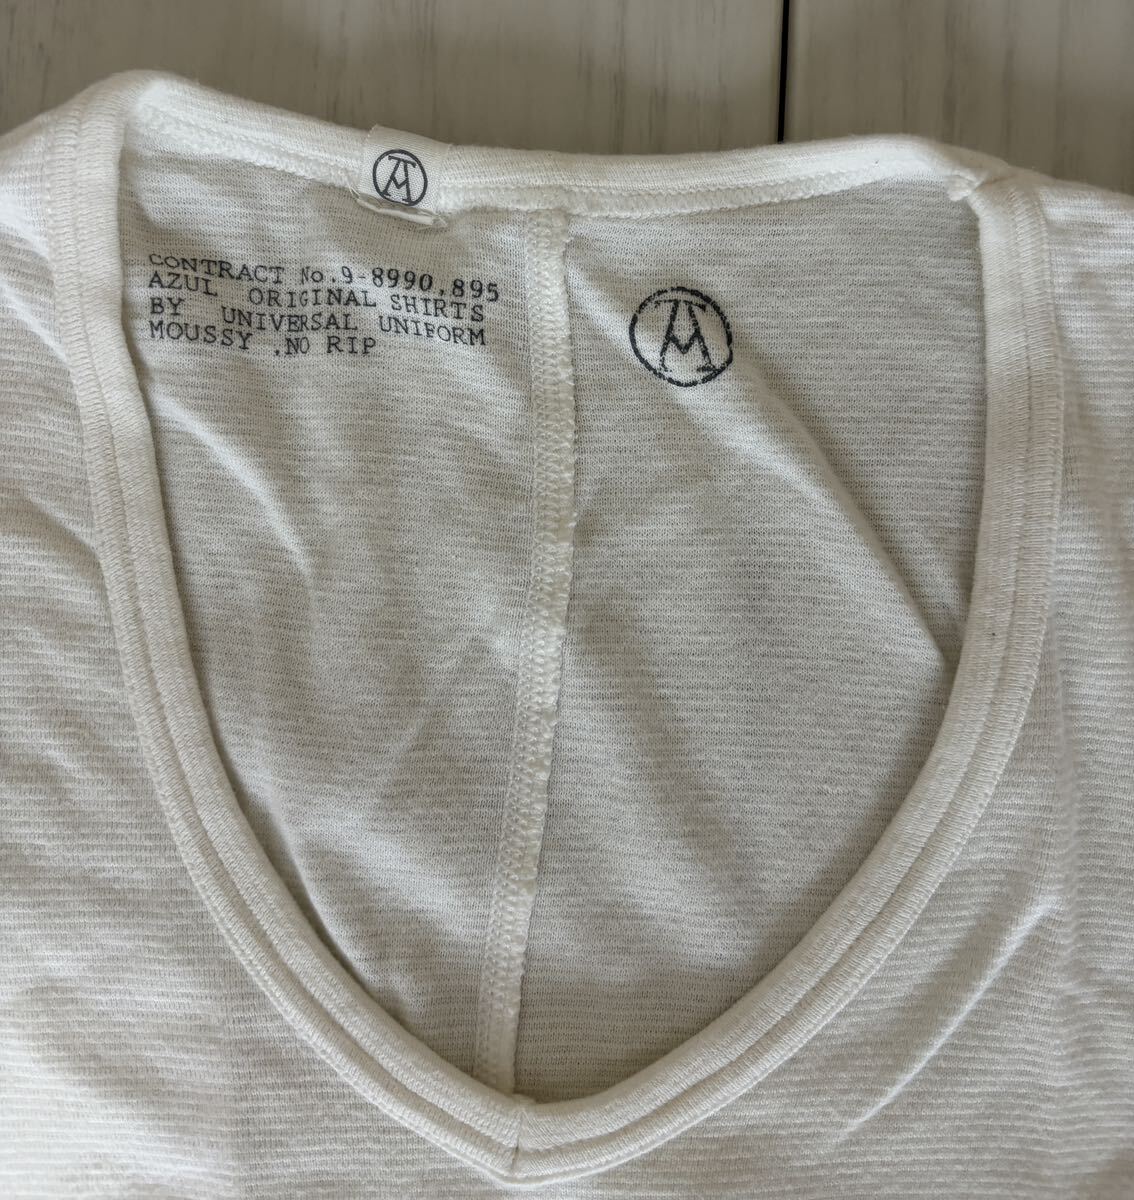 CONTRACT No.9-8990,895
AZUL ORIGINAL SHIRTS
BY UNIVERSAL UNIFORM
MOUSSY ,NO RIP